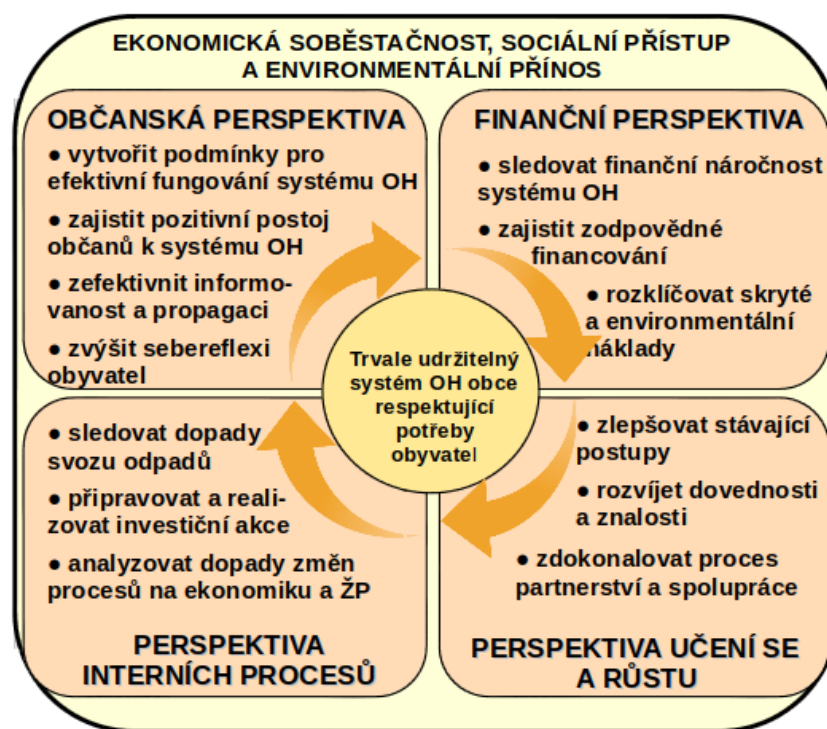 EKONOMICKÁ SOBĚSTAČNOST, SOCIÁLNÍ PŘÍSTUP
A ENVIRONMENTÁLNÍ PŘÍNOS
OBČANSKÁ PERSPEKTIVA
● vytvořit podmínky pro
efektivní fungování systému OH
● zajistit pozitivní postoj
občanů k systému OH
● zefektivnit informo-
vanost a propagaci
● zvýšit sebereflexi
obyvatel
FINANČNÍ PERSPEKTIVA
● sledovat finanční náročnost
systému OH
● zajistit zodpovědné
financování
● rozklíčovat skryté
a environmentální
náklady
Trvale udržitelný
systém OH obce
respektující
potřeby
obyvatel
● sledovat dopady
svozu odpadů
● připravovat a reali-
zovat investiční akce
● analyzovat dopady změn
procesů na ekonomiku a ŽP
PERSPEKTIVA
INTERNÍCH PROCESŮ
● zlepšovat stávající
postupy
● rozvíjet dovednosti
a znalosti
● zdokonalovat proces
partnerství a spolupráce
PERSPEKTIVA UČENÍ SE
A RŮSTU